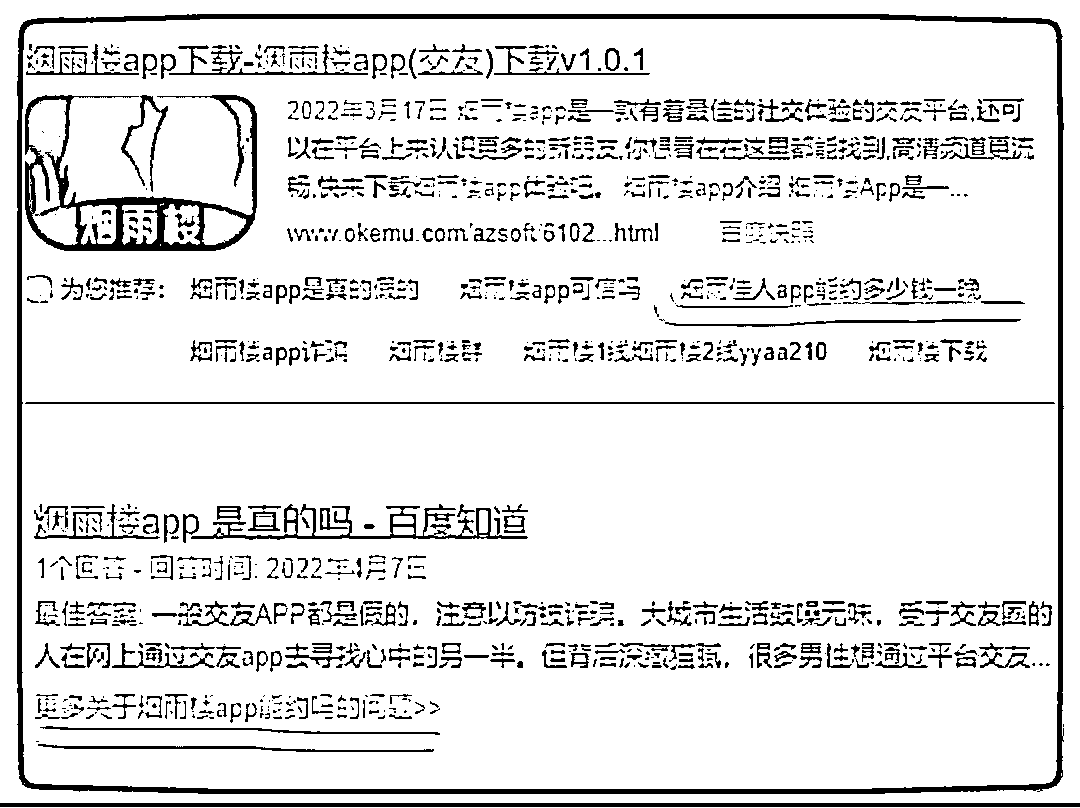 烟雨楼app下载-烟雨楼app(交友)下载v1.0.1
2022年3月17日 烟雨楼app是一款有着最佳的社交体验的交友平台,还可
以在平台上来认识更多的新朋友,你想看在在这里都能找到,高清频道更流
畅,快来下载烟雨楼app体验吧。 烟雨楼app介绍 烟雨楼App是一...
烟雨楼
www.okemu.com/azsoft/6102...html 百度快照
为您推荐: 烟雨楼app是真的假的 烟雨楼app可信吗 烟雨佳人app能约多少钱一晚
烟雨楼app诈骗 烟雨楼群 烟雨楼1线烟雨楼2线yyaa210 烟雨楼下载
烟雨楼app 是真的吗 - 百度知道
1个回答 - 回答时间: 2022年4月7日
最佳答案: 一般交友APP都是假的，注意以防被诈骗。大城市生活鼓噪无味，受于交友圈的
人在网上通过交友app去寻找心中的另一半。但背后深藏猫腻，很多男性想通过平台交友...
更多关于烟雨楼app能约吗的问题>>